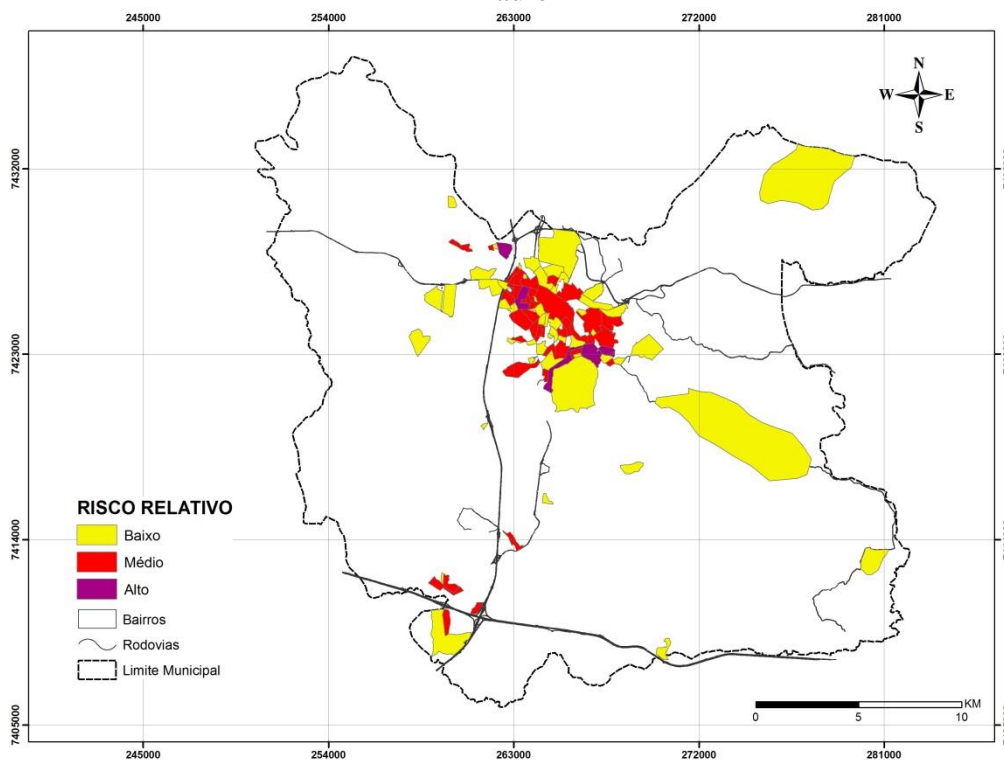 245000 254000 263000 272000 281000
N
W E
S
7432000
7423000
7414000
7405000
RISCO RELATIVO
Baixo
Médio
Alto
Bairros
Rodovias
Limite Municipal
KM
0 5 10
245000 254000 263000 272000 281000